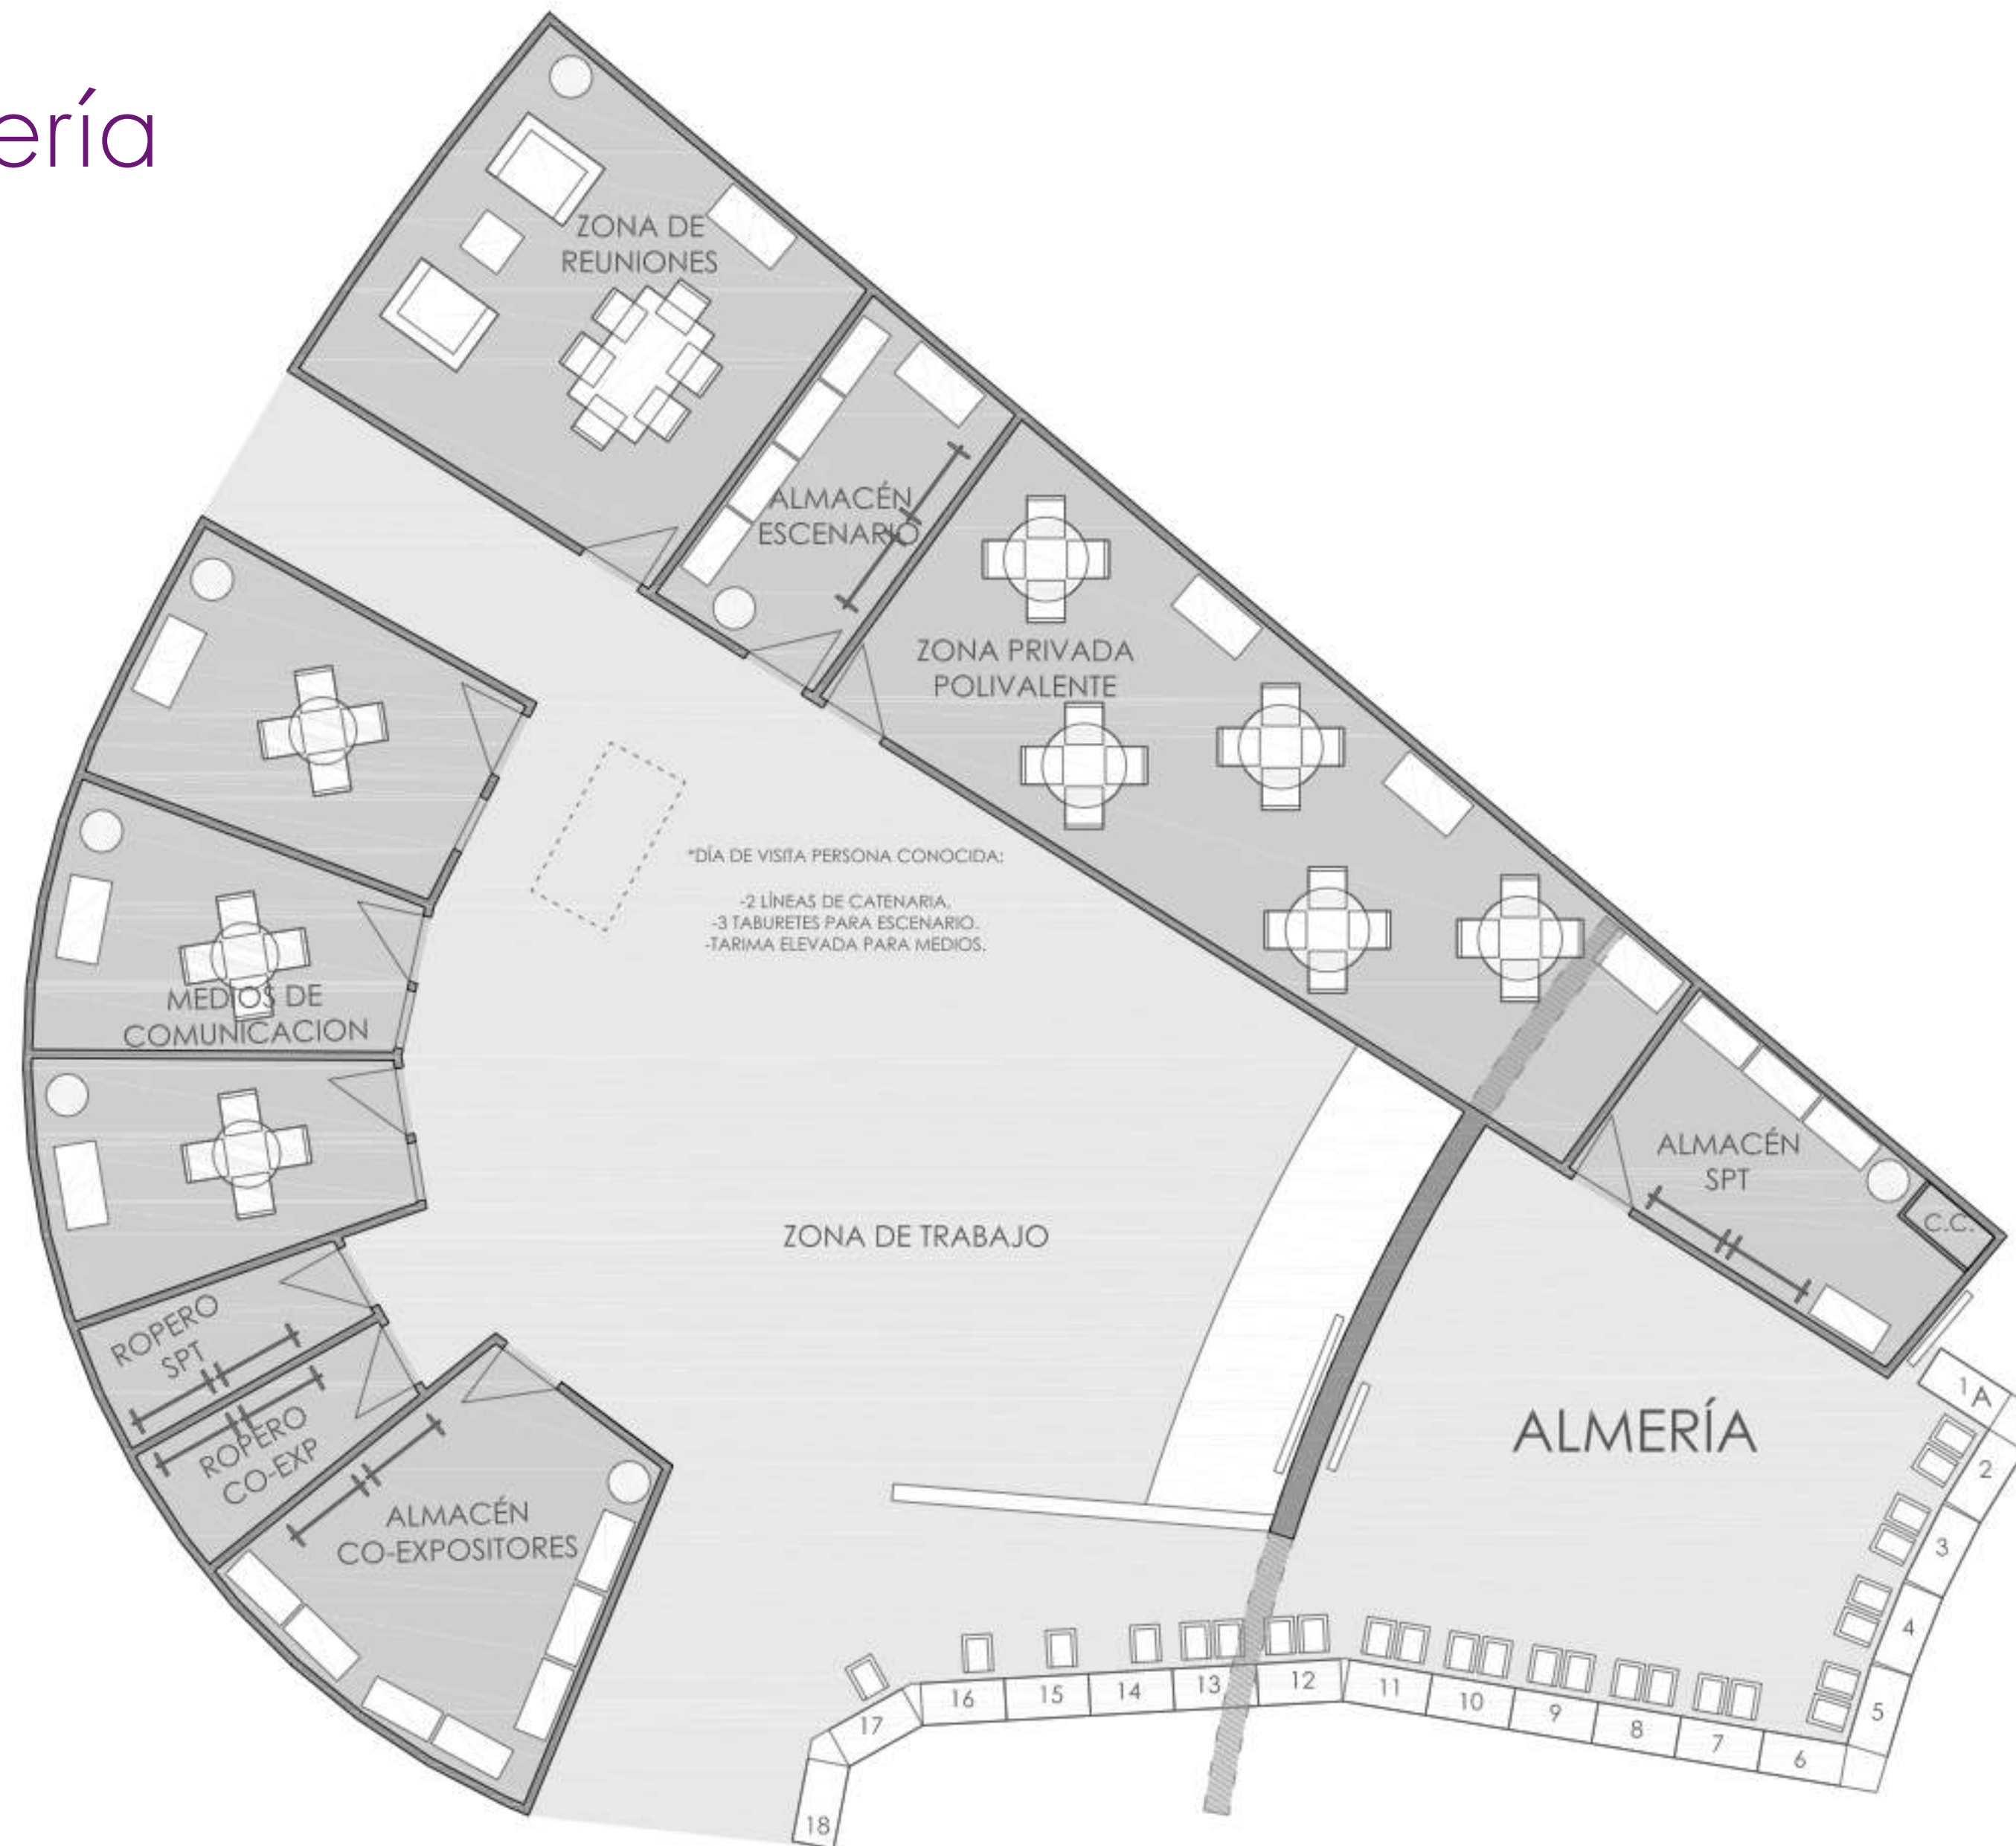 ería
ZONA DE
REUNIONES
ALMACÉN
ESCENARIO
ZONA PRIVADA
POLIVALENTE
*DÍA DE VISITA PERSONA CONOCIDA:
-2 LÍNEAS DE CATENARIA.
-3 TABURETES PARA ESCENARIO.
-TARIMA ELEVADA PARA MEDIOS.
MEDIOS DE
COMUNICACION
ALMACÉN
SPT
C.C.
ZONA DE TRABAJO
ROPERO
SPT
ROPERO
CO-EXP
ALMACÉN
CO-EXPOSITORES
ALMERÍA
1A
2
3
4
5
6
7
8
9
10
11
12
13
14
15
16
17
18